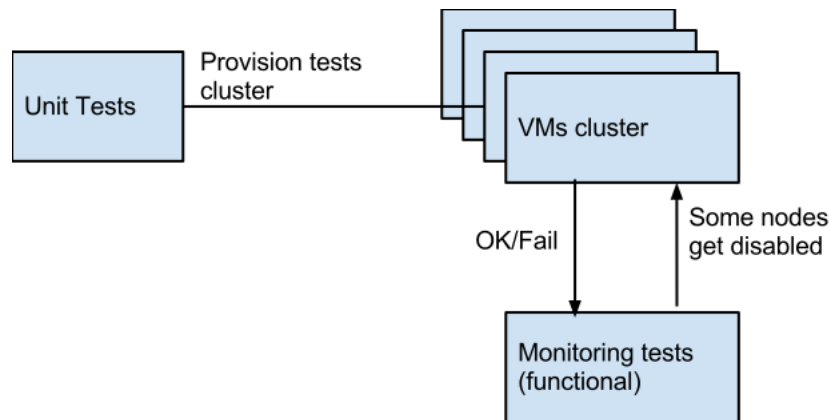 Provision tests
cluster
Unit Tests
VMs cluster
OK/Fail
Some nodes
get disabled
Monitoring tests
(functional)